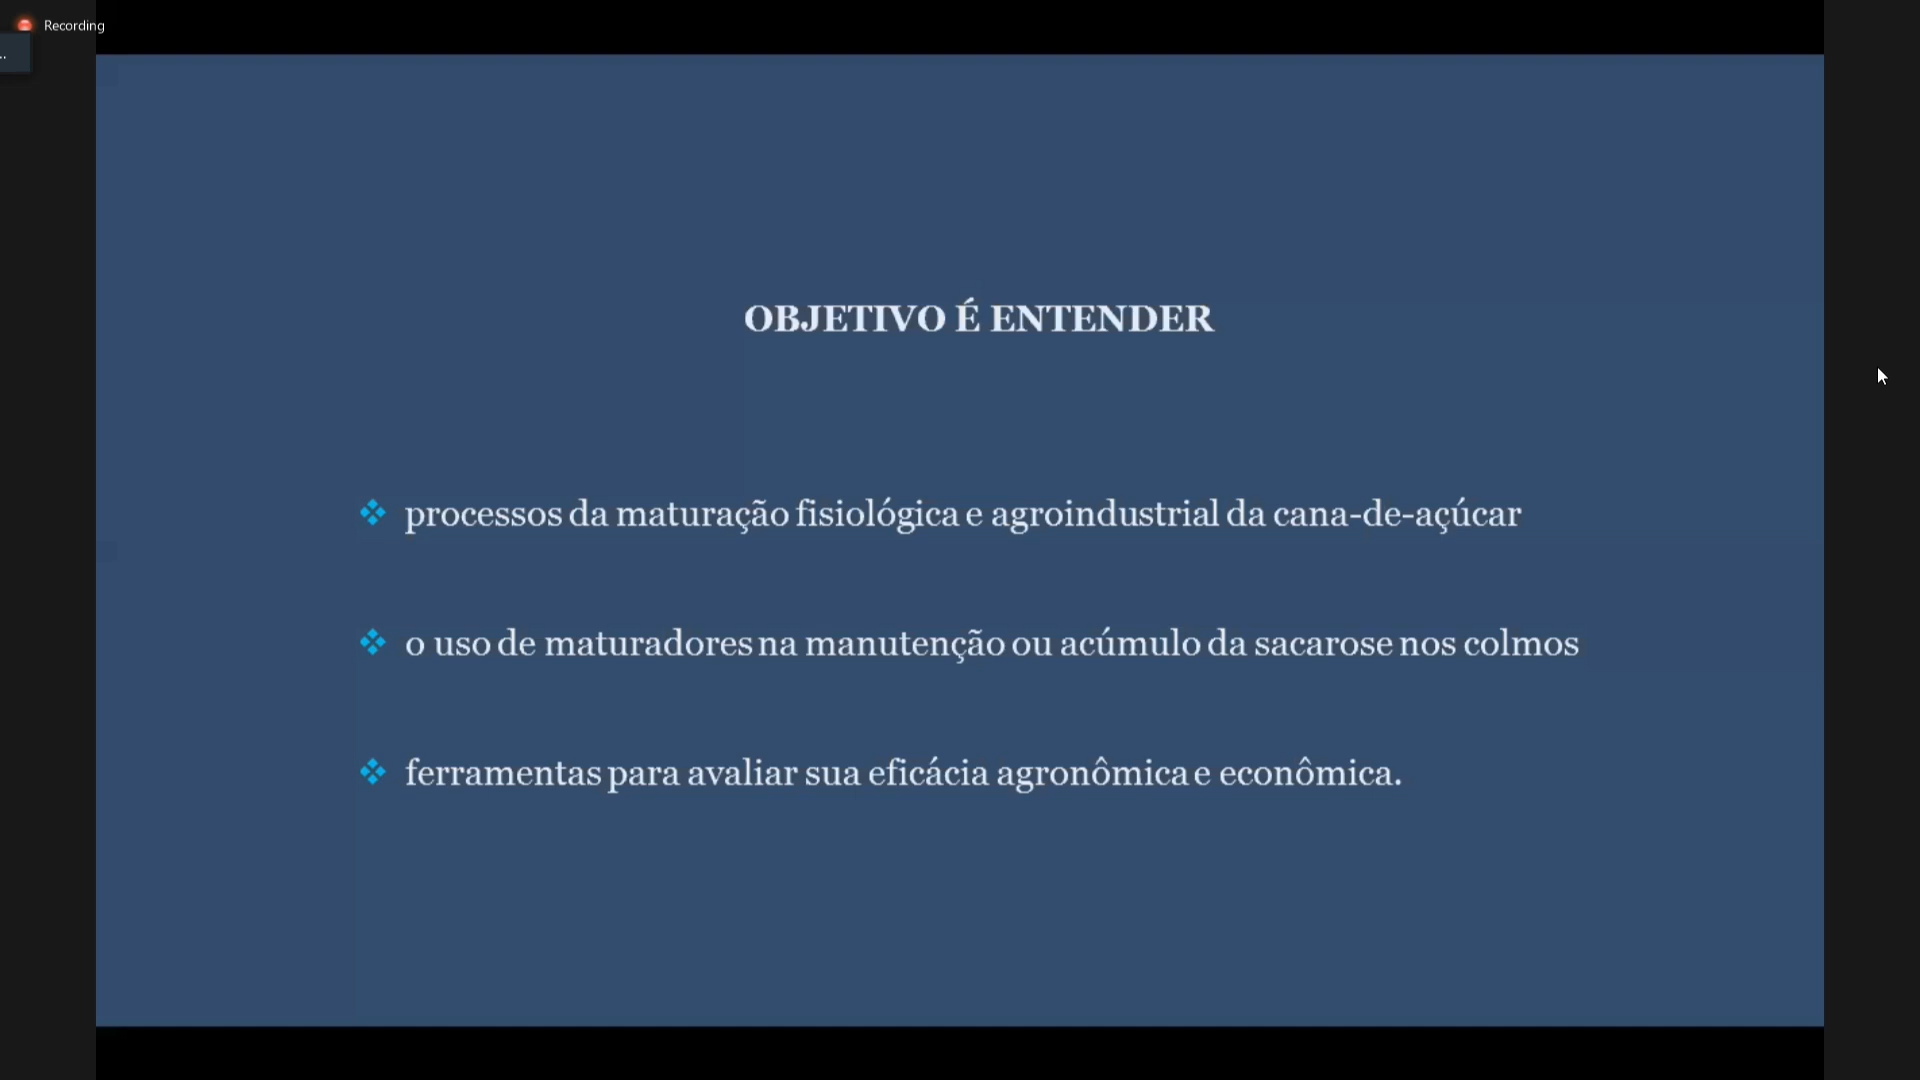 Recording
..
OBJETIVO É ENTENDER
processos da maturação fisiológica e agroindustrial da cana-de-açúcar
o uso de maturadores na manutenção ou acúmulo da sacarose nos colmos
ferramentas para avaliar sua eficácia agronômica e econômica.